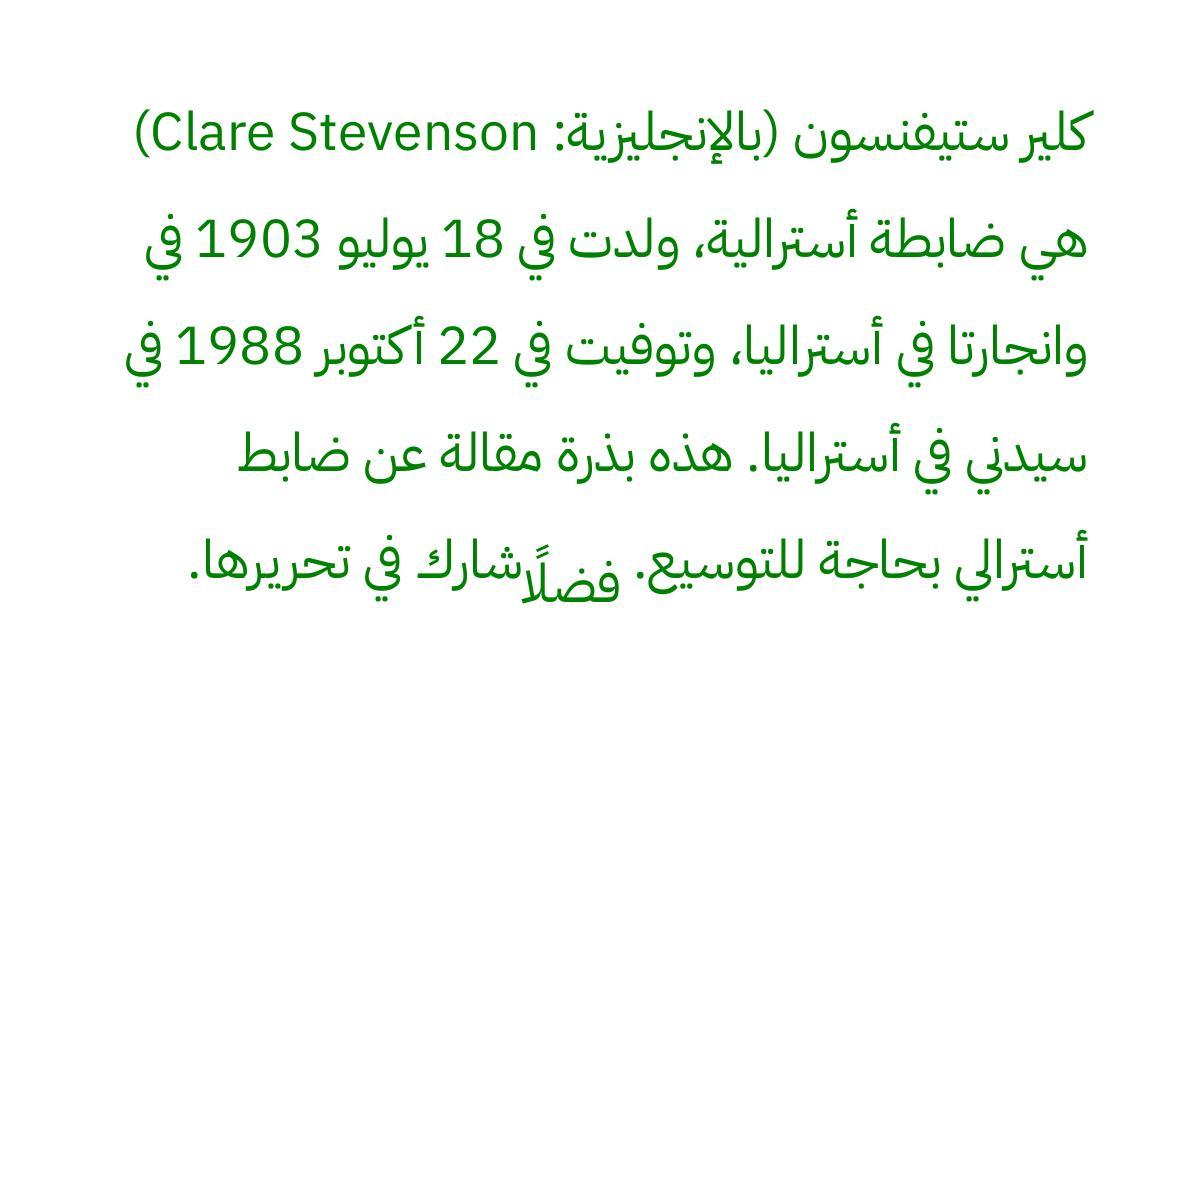 كلير ستيفنسون (بالإنجليزية: Clare Stevenson)
هي ضابطة أسترالية، ولدت في 18 يوليو 1903 في
وانجارتا في أستراليا، وتوفيت في 22 أكتوبر 1988 في
سيدني في أستراليا. هذه بذرة مقالة عن ضابط
أسترالي بحاجة للتوسيع. فضلًا شارك في تحريرها.